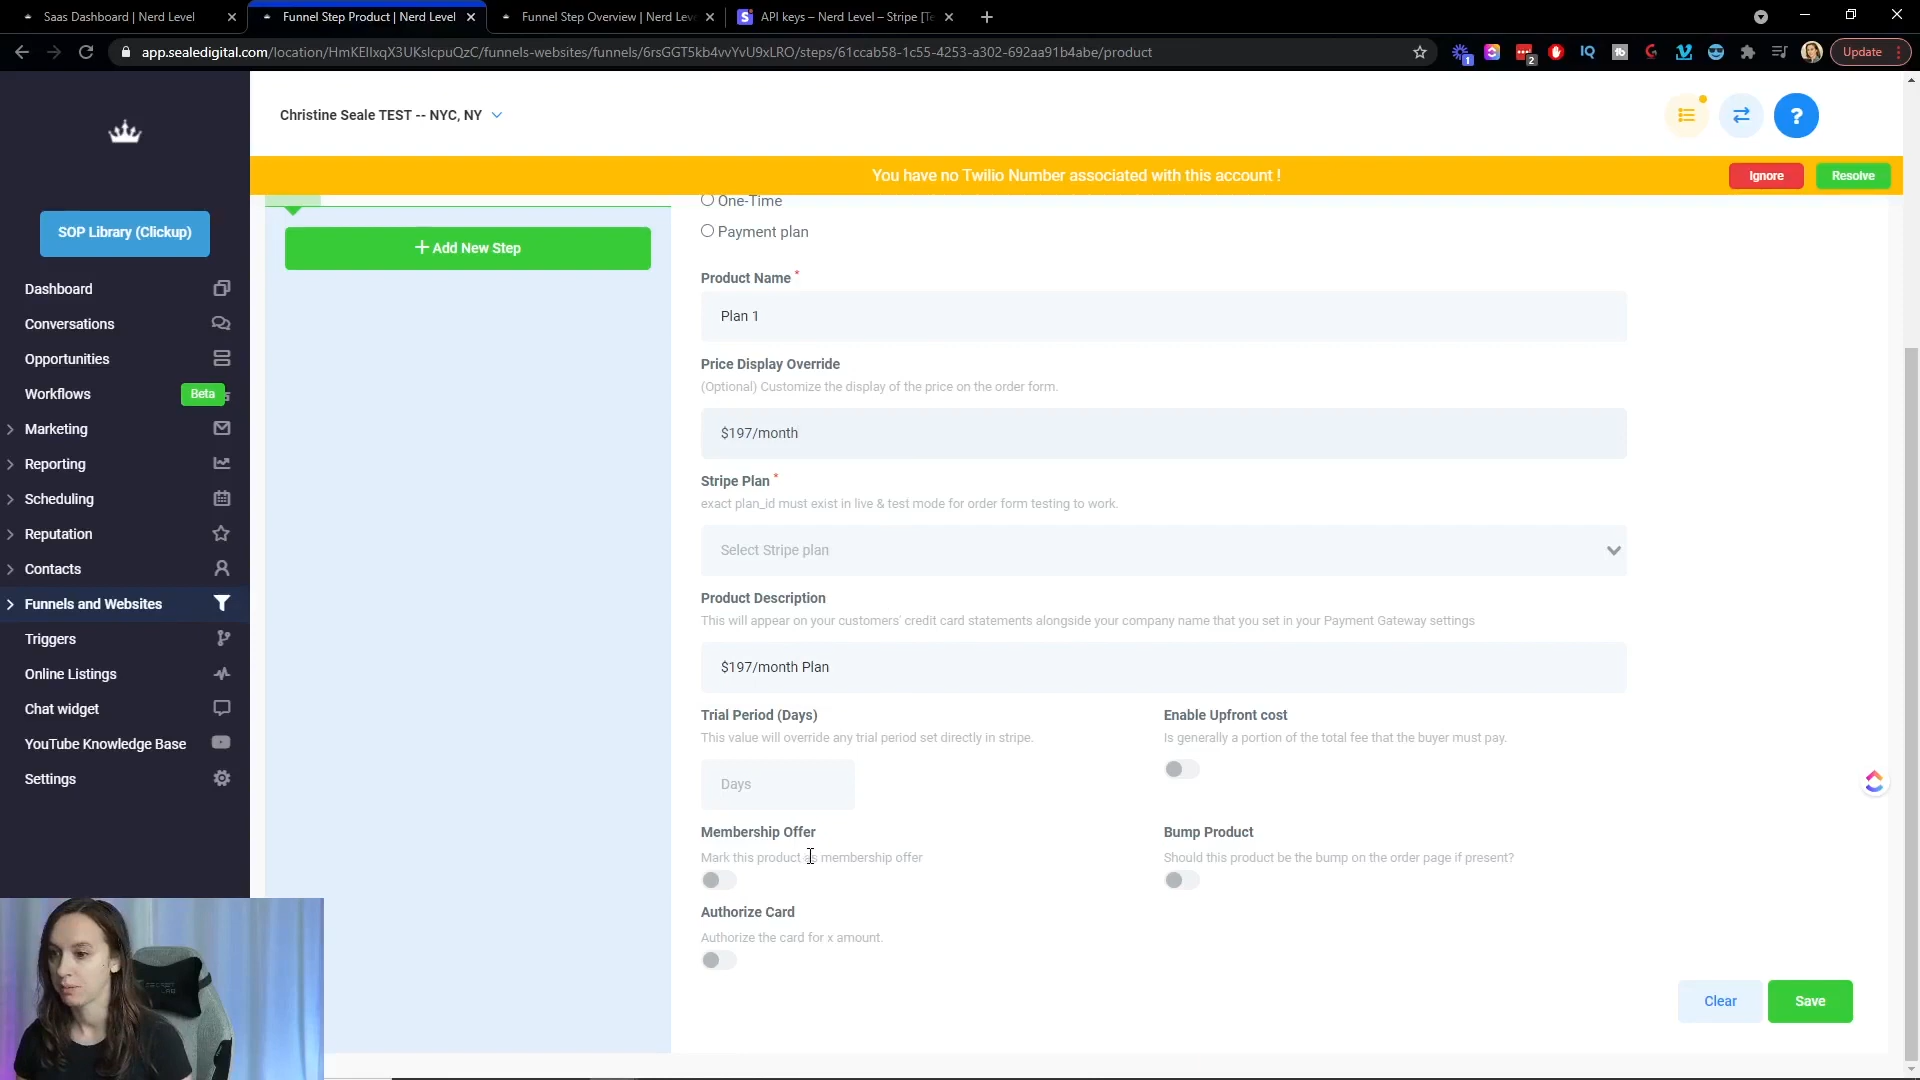 Saas Dashboard | Nerd Level
Funnel Step Product | Nerd Level
Funnel Step Overview | Nerd Lev
API keys – Nerd Level – Stripe [Te
app.sealedigital.com/location/HmKEllxqX3UKslcpuQzC/funnels-websites/funnels/6rsGGT5kb4vvYvU9xLRO/steps/61ccab58-1c55-4253-a302-692aa91b4abe/product
1
2
IQ
tb
Update
Christine Seale TEST -- NYC, NY
?
You have no Twilio Number associated with this account !
Ignore
Resolve
SOP Library (Clickup)
Dashboard
Conversations
Opportunities
Workflows
Beta
Marketing
Reporting
Scheduling
Reputation
Contacts
Funnels and Websites
Triggers
Online Listings
Chat widget
YouTube Knowledge Base
Settings
+ Add New Step
One-Time
Payment plan
Product Name *
Plan 1
Price Display Override
(Optional) Customize the display of the price on the order form.
$197/month
Stripe Plan *
exact plan_id must exist in live & test mode for order form testing to work.
Select Stripe plan
Product Description
This will appear on your customers' credit card statements alongside your company name that you set in your Payment Gateway settings
$197/month Plan
Trial Period (Days)
This value will override any trial period set directly in stripe.
Days
Enable Upfront cost
Is generally a portion of the total fee that the buyer must pay.
Membership Offer
Mark this product as membership offer
Bump Product
Should this product be the bump on the order page if present?
Authorize Card
Authorize the card for x amount.
Clear
Save